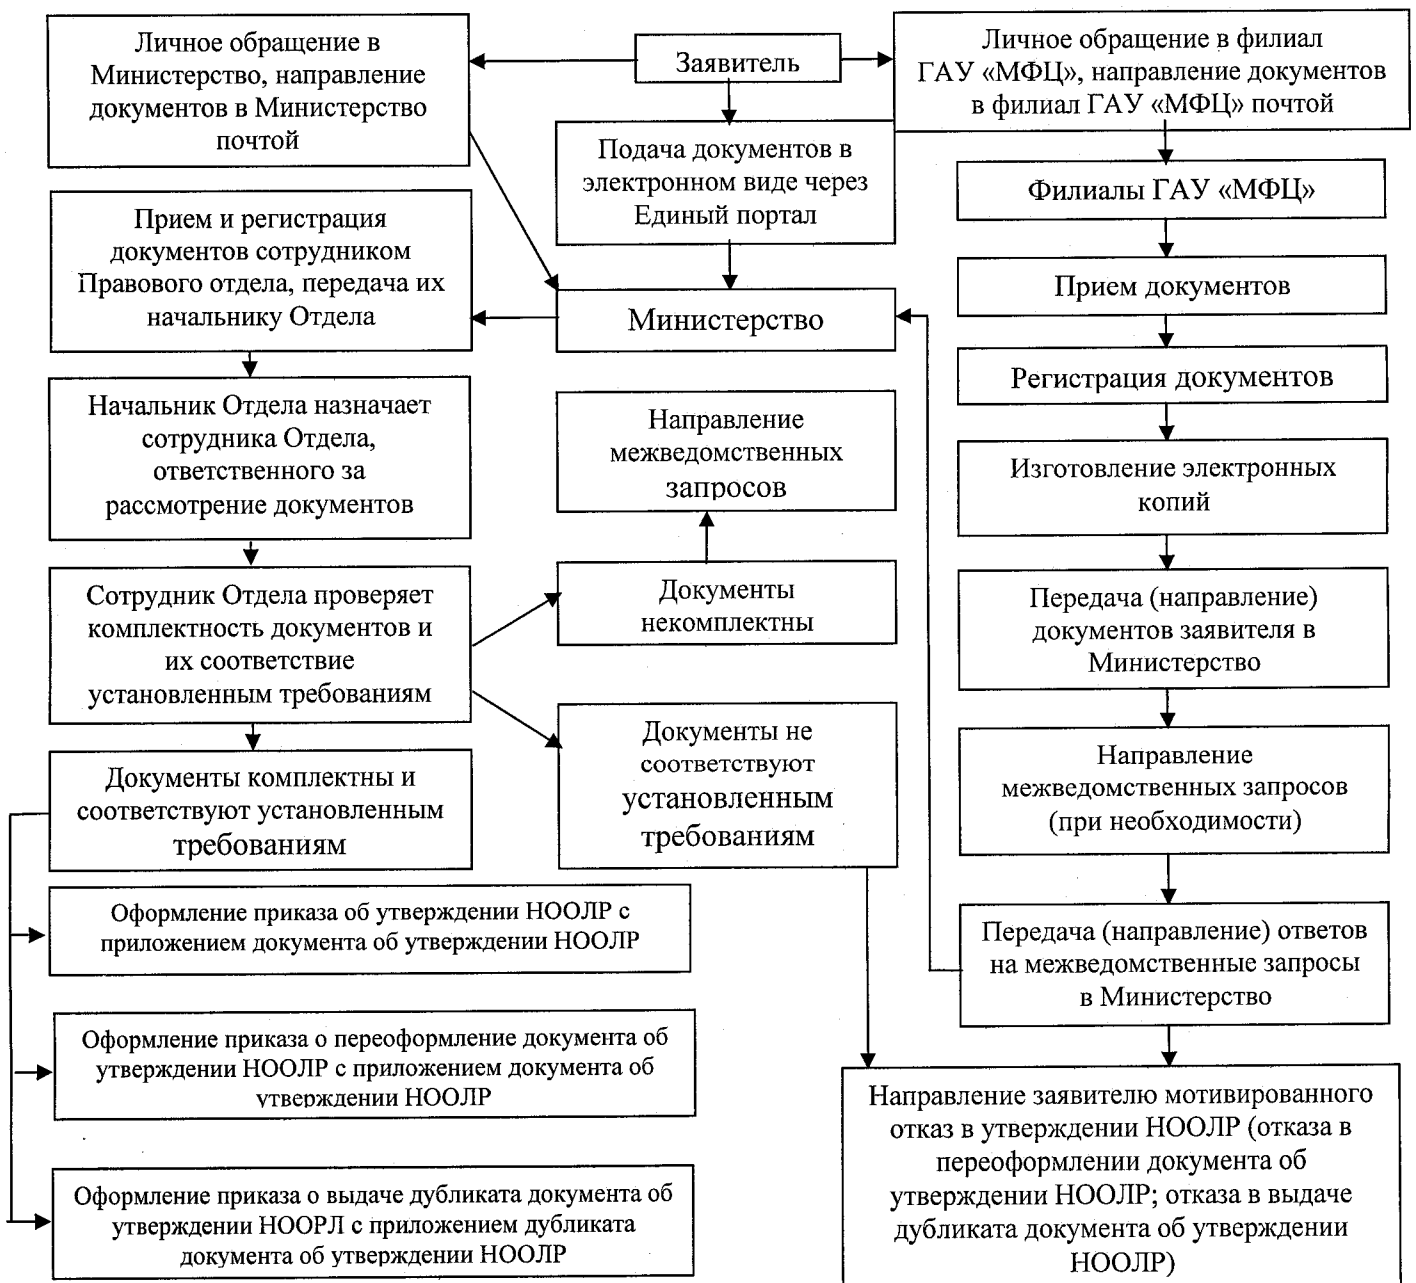 Личное обращение в
Министерство, направление
документов в Министерство
почтой
Заявитель
Личное обращение в филиал
ГАУ «МФЦ», направление документов
в филиал ГАУ «МФЦ» почтой
Подача документов в
электронном виде через
Единый портал
Филиалы ГАУ «МФЦ»
Прием и регистрация
документов сотрудником
Правового отдела, передача их
начальнику Отдела
Министерство
Прием документов
Регистрация документов
Начальник Отдела назначает
сотрудника Отдела,
ответственного за
рассмотрение документов
Направление
межведомственных
запросов
Изготовление электронных
копий
Сотрудник Отдела проверяет
комплектность документов и
их соответствие
установленным требованиям
Документы
некомплектны
Передача (направление)
документов заявителя в
Министерство
Документы комплектны и
соответствуют установленным
требованиям
Документы не
соответствуют
установленным
требованиям
Направление
межведомственных запросов
(при необходимости)
Оформление приказа об утверждении НООЛР с
приложением документа об утверждении НООЛР
Передача (направление) ответов
на межведомственные запросы
в Министерство
Оформление приказа о переоформление документа об
утверждении НООЛР с приложением документа об
утверждении НООЛР
Оформление приказа о выдаче дубликата документа об
утверждении НООРЛ с приложением дубликата
документа об утверждении НООЛР
Направление заявителю мотивированного
отказ в утверждении НООЛР (отказа в
переоформлении документа об
утверждении НООЛР; отказа в выдаче
дубликата документа об утверждении
НООЛР)